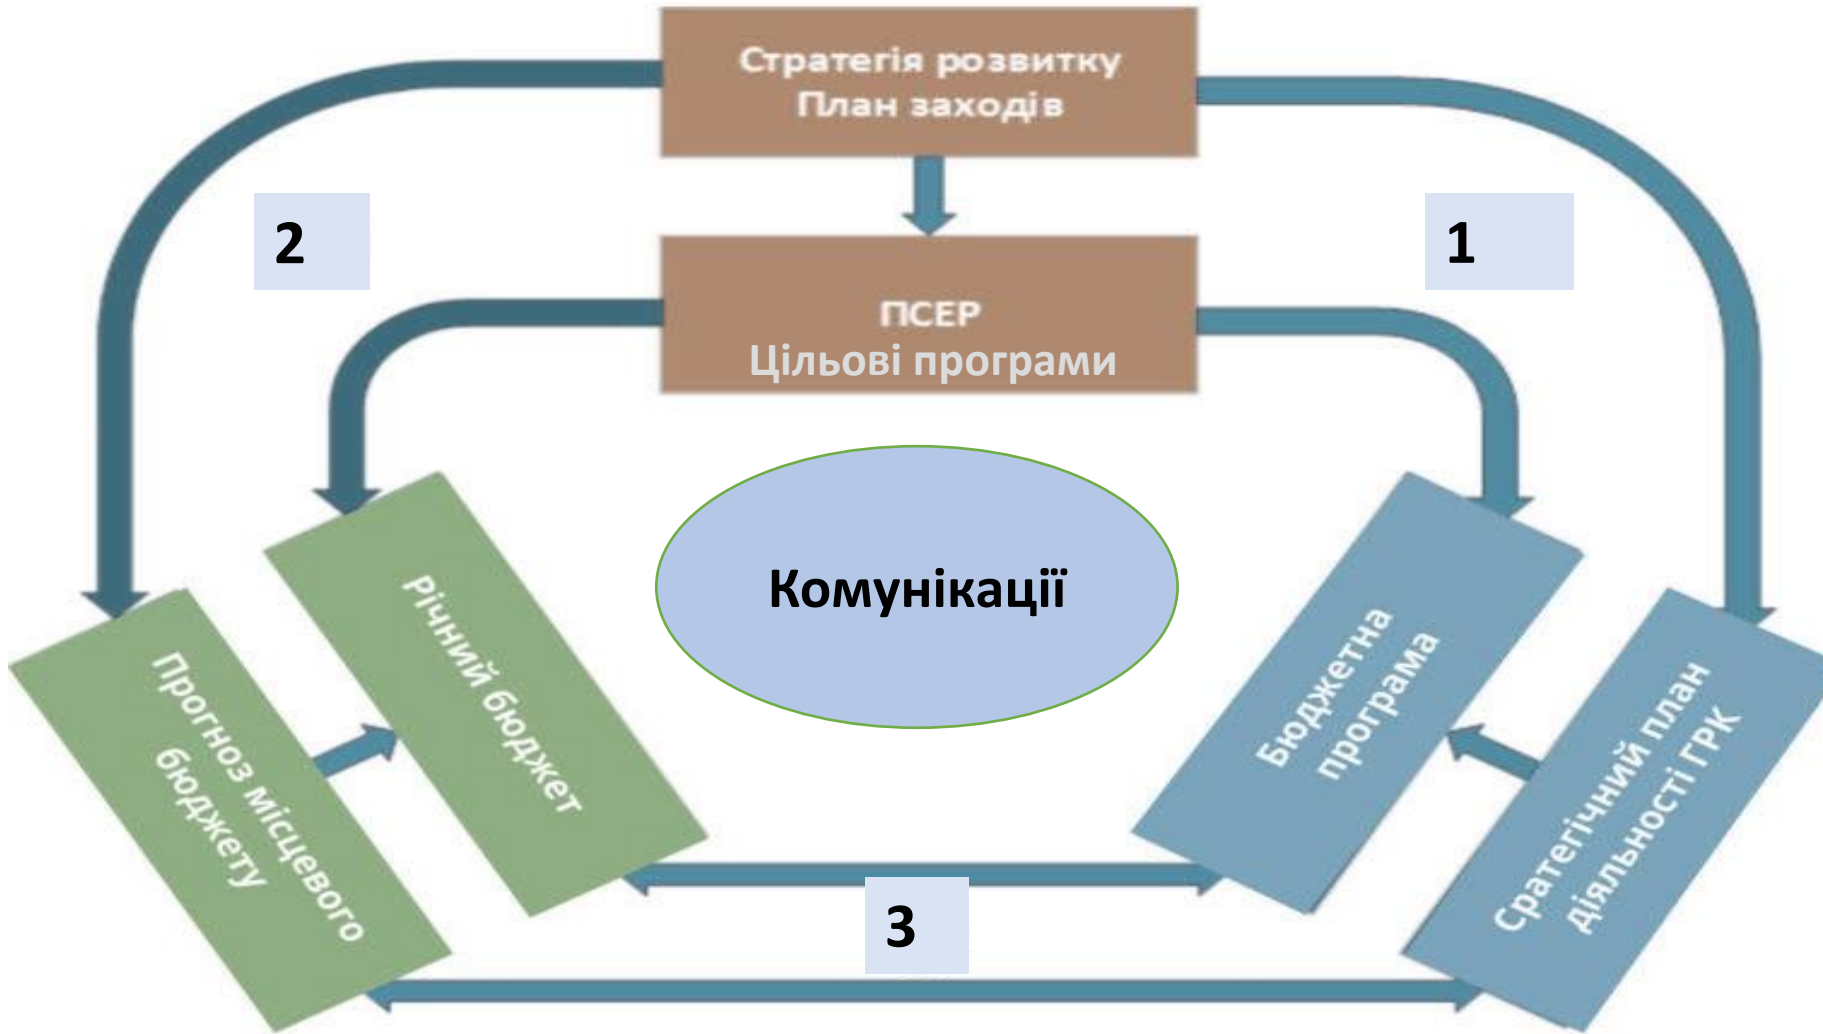 Стратегія розвитку
План заходів
2
1
ПСЕР
Цільові програми
Комунікації
Прогноз місцевого
бюджету
Річний бюджет
Бюджетна
програма
Сратегічний план
діяльності ГРК
3